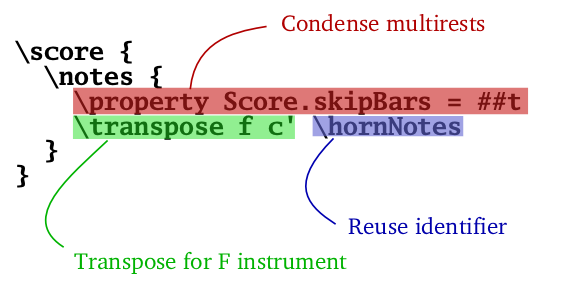 Condense multirests
\score {
\notes {
\property Score.skipBars = ##t
\transpose f c' \hornNotes
}
}
Reuse identifier
Transpose for F instrument